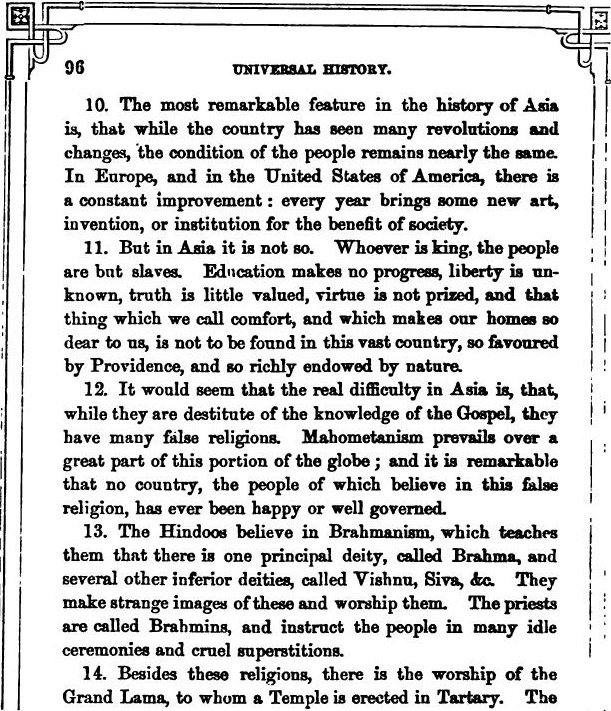 96 UNIVERSAL HISTORY.
10. The most remarkable feature in the history of Asia
is, that while the country has seen many revolutions and
changes, the condition of the people remains nearly the same.
In Europe, and in the United States of America, there is
a constant improvement: every year brings some new art,
invention, or institution for the benefit of society.
11. But in Asia it is not so. Whoever is king, the people
are but slaves. Education makes no progress, liberty is un-
known, truth is little valued, virtue is not prized, and that
thing which we call comfort, and which makes our homes so
dear to us, is not to be found in this vast country, so favoured
by Providence, and so richly endowed by nature.
12. It would seem that the real difficulty in Asia is, that,
while they are destitute of the knowledge of the Gospel, they
have many false religions. Mahometanism prevails over a
great part of this portion of the globe; and it is remarkable
that no country, the people of which believe in this false
religion, has ever been happy or well governed.
13. The Hindoos believe in Brahmanism, which teaches
them that there is one principal deity, called Brahma, and
several other inferior deities, called Vishnu, Siva, &c. They
make strange images of these and worship them. The priests
are called Brahmins, and instruct the people in many idle
ceremonies and cruel superstitions.
14. Besides these religions, there is the worship of the
Grand Lama, to whom a Temple is erected in Tartary. The